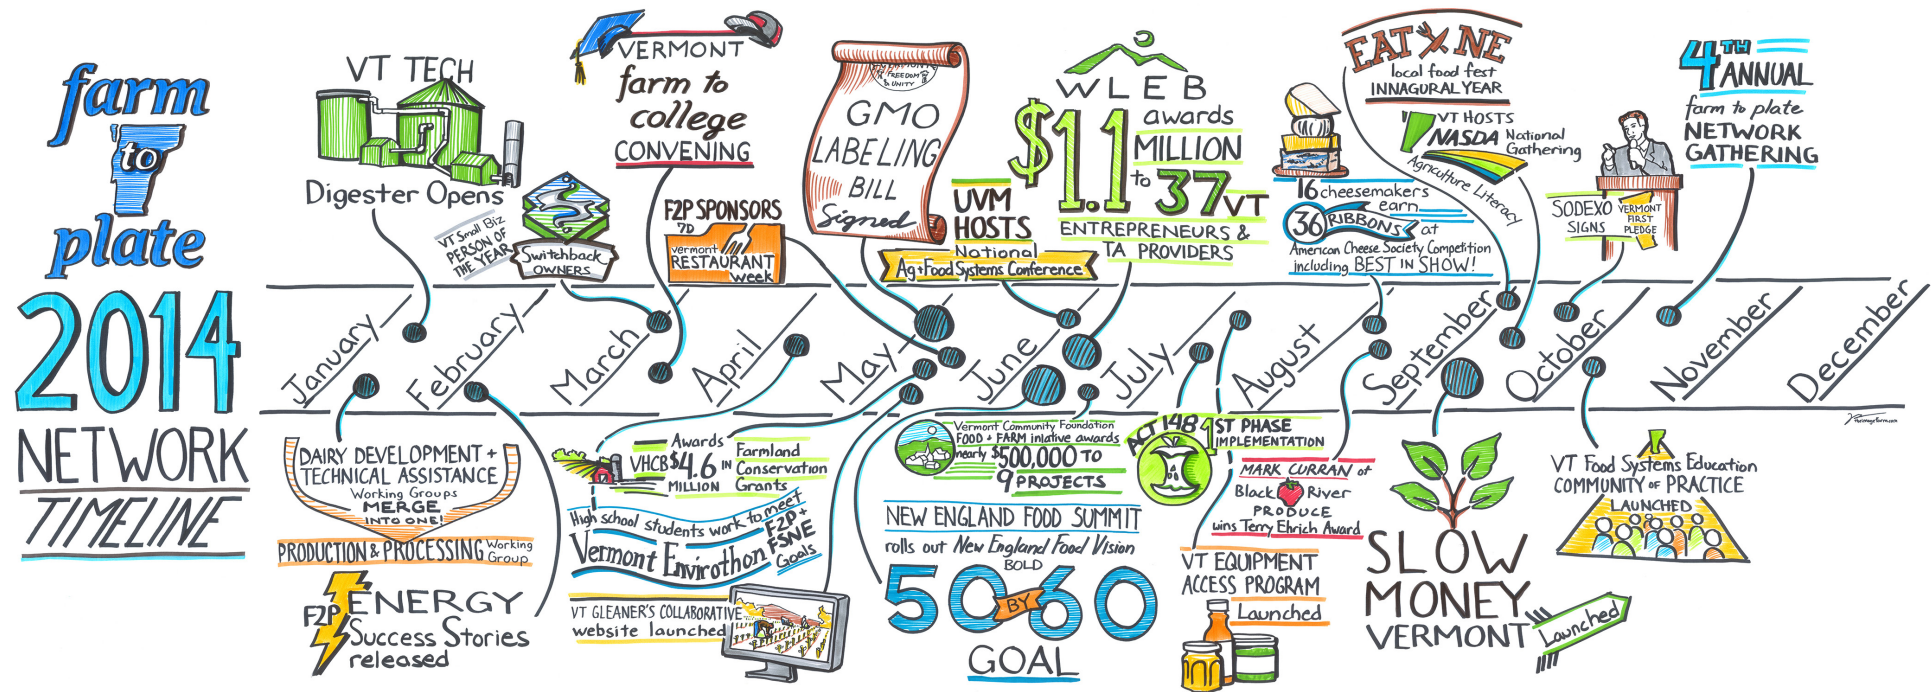 farm
to
plate
2014
NETWORK
TIMELINE
VT TECH
Digester Opens
VT Small Biz
PERSON OF
THE YEAR
Switchback
OWNERS
VERMONT
farm to
college
CONVENING
F2P SPONSORS
7D
vermont
RESTAURANT
week
FREEDOM
& UNITY
GMO
LABELING
BILL
Signed
UVM
HOSTS
National
Ag + Food Systems Conference
WLEB
$1.1
awards
MILLION
to 37 VT
ENTREPRENEURS &
TA PROVIDERS
16 cheesemakers
earn
36 RIBBONS at
American Cheese Society Competition
including BEST IN SHOW!
EAT NE
local food fest
INNAGURAL YEAR
VT HOSTS
NASDA National
Gathering
Agriculture Literacy
SODEXO
SIGNS
VERMONT
FIRST
PLEDGE
4TH
ANNUAL
farm to plate
NETWORK
GATHERING
January
February
March
April
May
June
July
August
September
October
November
December
DAIRY DEVELOPMENT +
TECHNICAL ASSISTANCE
Working Groups
MERGE
INTO ONE!
PRODUCTION & PROCESSING Working
Group
F2P ENERGY
Success Stories
released
Awards
VHCB $4.6 IN
MILLION
Farmland
Conservation
Grants
High school students work to meet
Vermont Envirothon
F2P +
FSNE
Goals
VT GLEANER'S COLLABORATIVE
website launched
Vermont Community Foundation
FOOD + FARM iniative awards
nearly $500,000 TO
9 PROJECTS
NEW ENGLAND FOOD SUMMIT
rolls out New England Food Vision
BOLD
50 BY 60
GOAL
ACT 148
1ST PHASE
IMPLEMENTATION
MARK CURRAN of
Black River
PRODUCE
wins Terry Ehrich Award
VT EQUIPMENT
ACCESS PROGRAM
Launched
SLOW
MONEY
VERMONT
Launched
VT Food Systems Education
COMMUNITY of PRACTICE
LAUNCHED